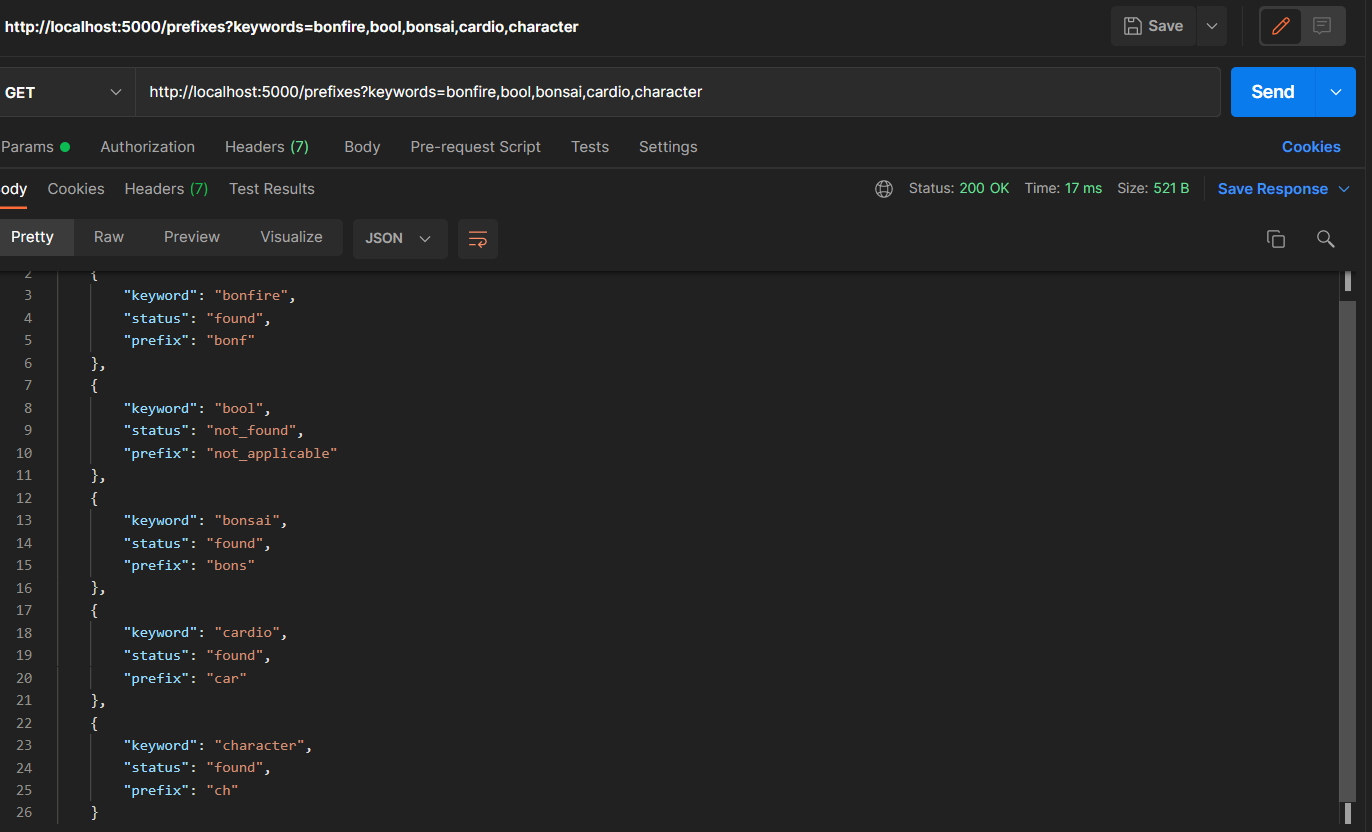 http://localhost:5000/prefixes?keywords=bonfire,bool,bonsai,cardio,character Save
GET http://localhost:5000/prefixes?keywords=bonfire,bool,bonsai,cardio,character Send
Params Authorization Headers (7) Body Pre-request Script Tests Settings Cookies
ody Cookies Headers (7) Test Results Status: 200 OK Time: 17 ms Size: 521 B Save Response
Pretty Raw Preview Visualize JSON
2 {
3 "keyword": "bonfire",
4 "status": "found",
5 "prefix": "bonf"
6 },
7 {
8 "keyword": "bool",
9 "status": "not_found",
10 "prefix": "not_applicable"
11 },
12 {
13 "keyword": "bonsai",
14 "status": "found",
15 "prefix": "bons"
16 },
17 {
18 "keyword": "cardio",
19 "status": "found",
20 "prefix": "car"
21 },
22 {
23 "keyword": "character",
24 "status": "found",
25 "prefix": "ch"
26 }